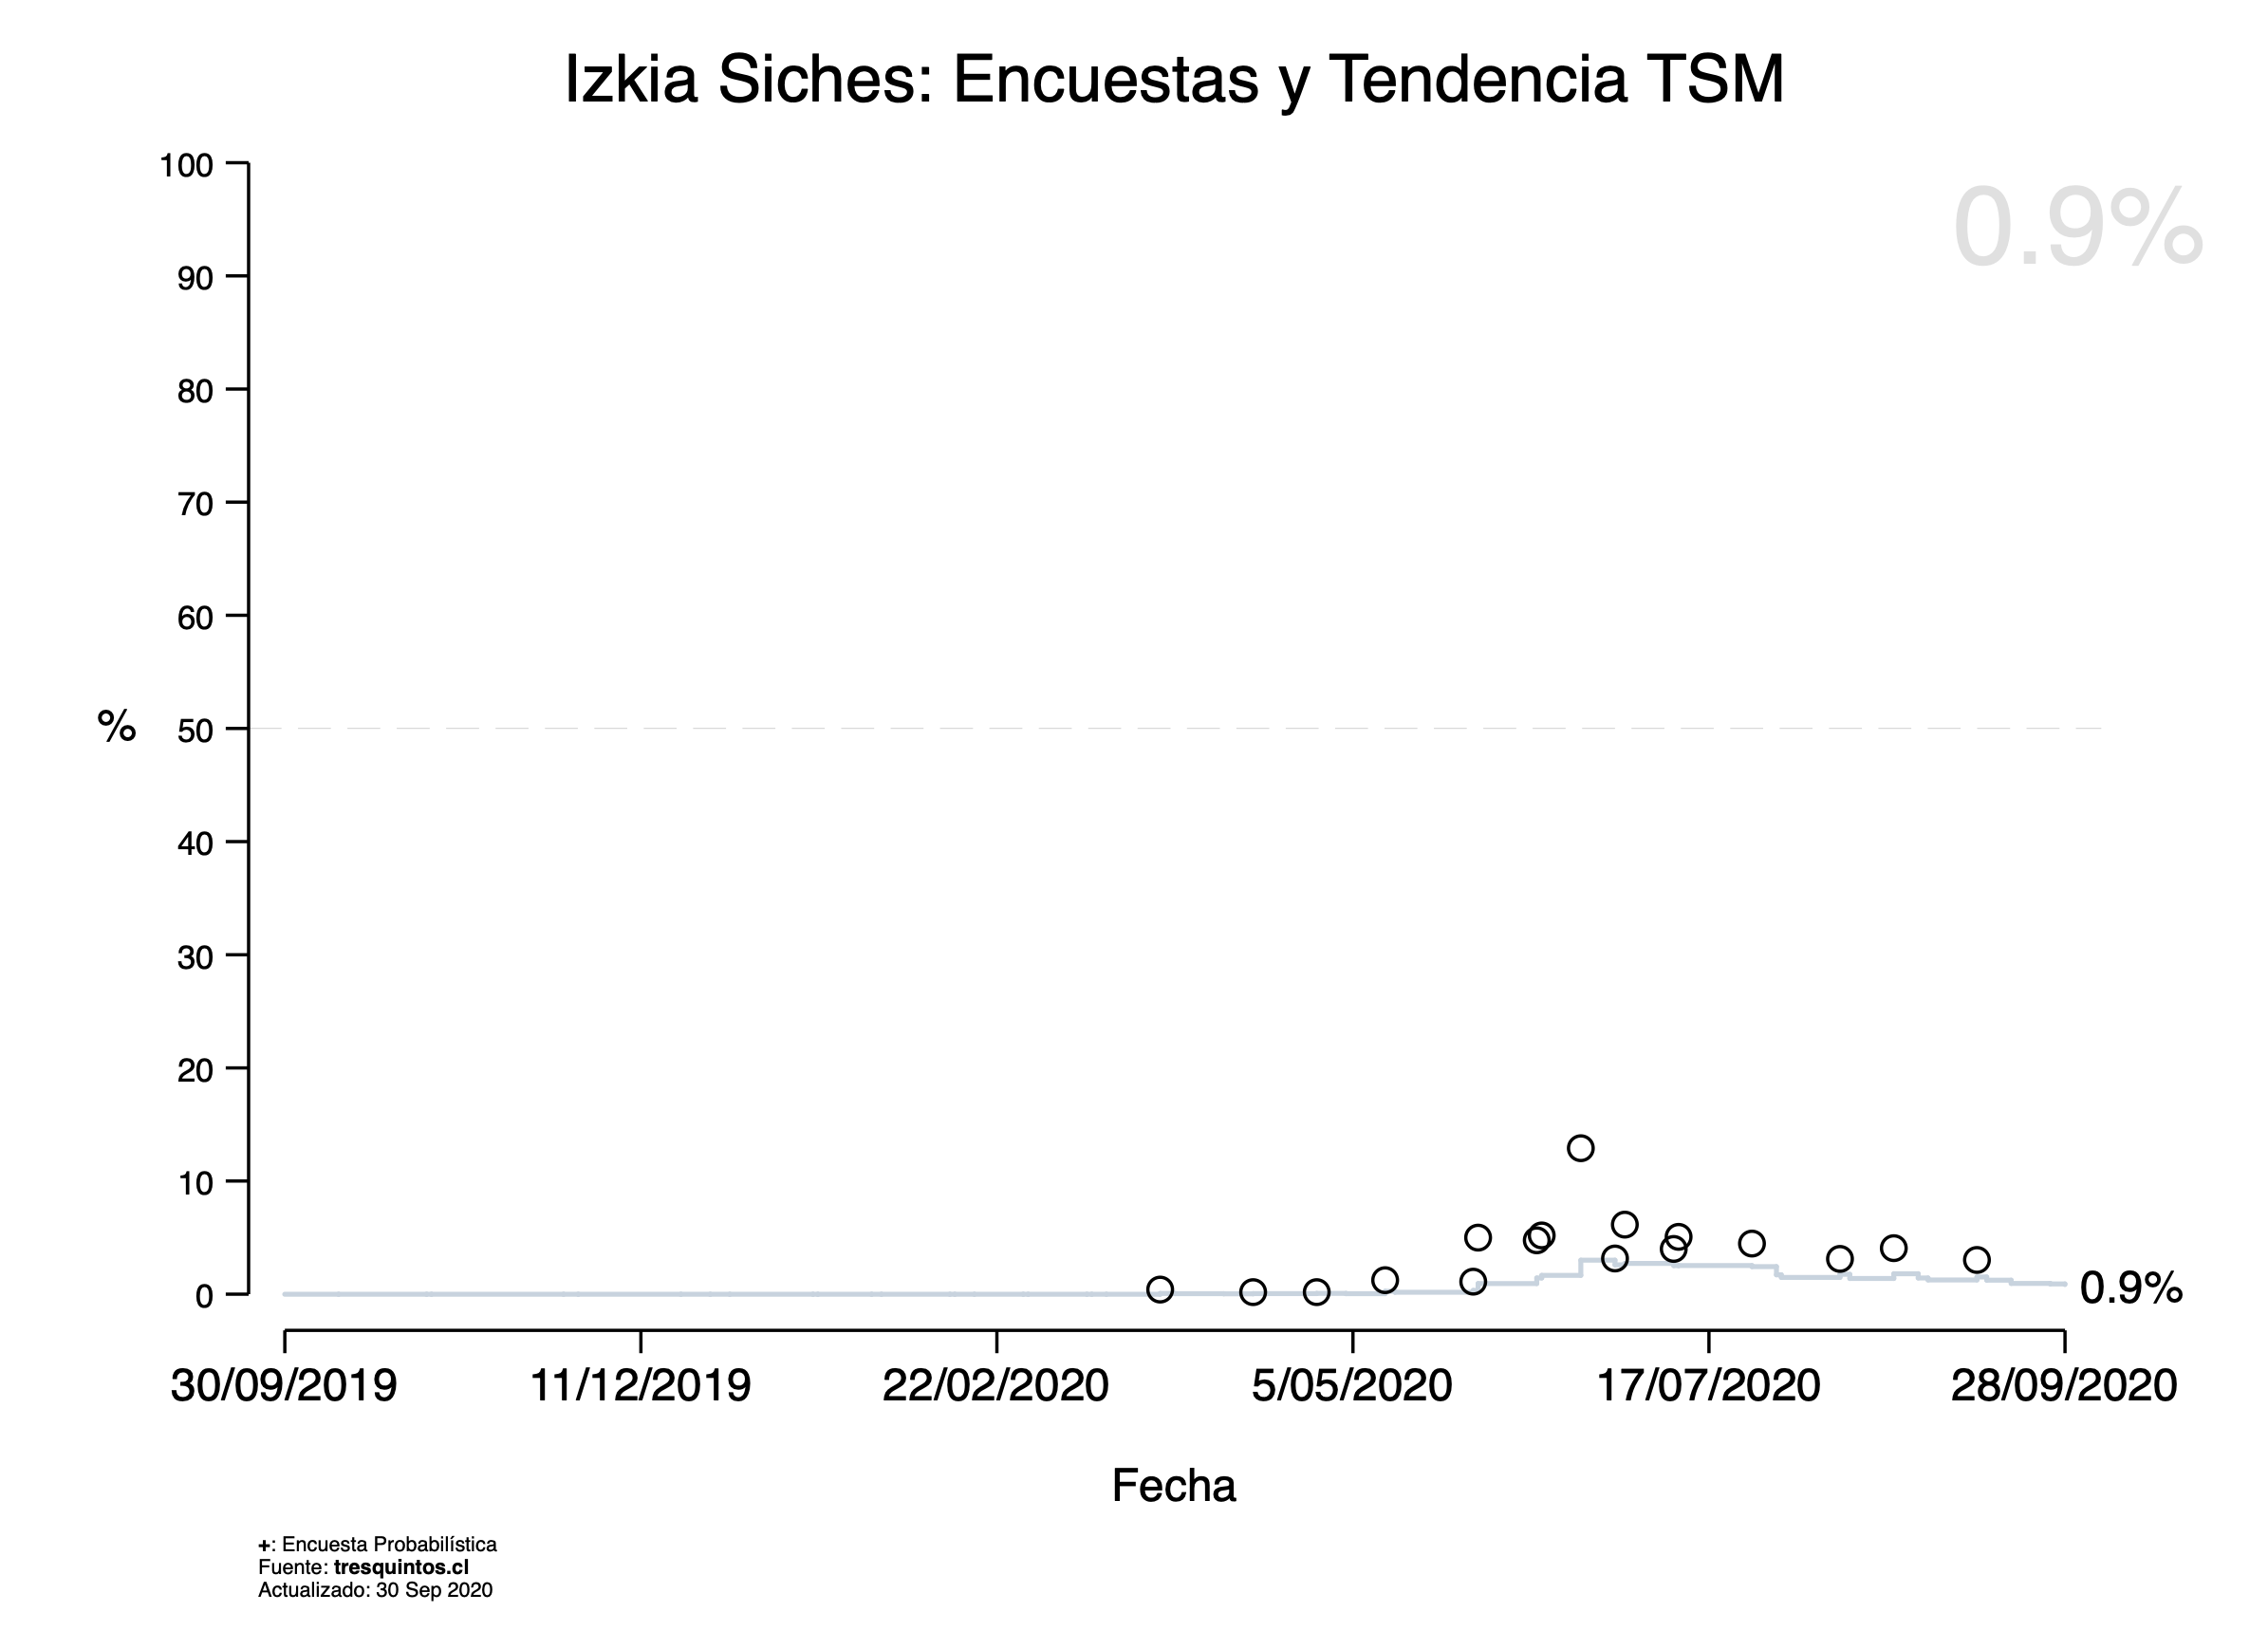 Izkia Siches: Encuestas y Tendencia TSM
0.9%
100
90
80
70
60
% 50
40
30
20
10
0
0.9%
30/09/2019 11/12/2019 22/02/2020 5/05/2020 17/07/2020 28/09/2020
Fecha
+: Encuesta Probabilística
Fuente: tresquintos.cl
Actualizado: 30 Sep 2020